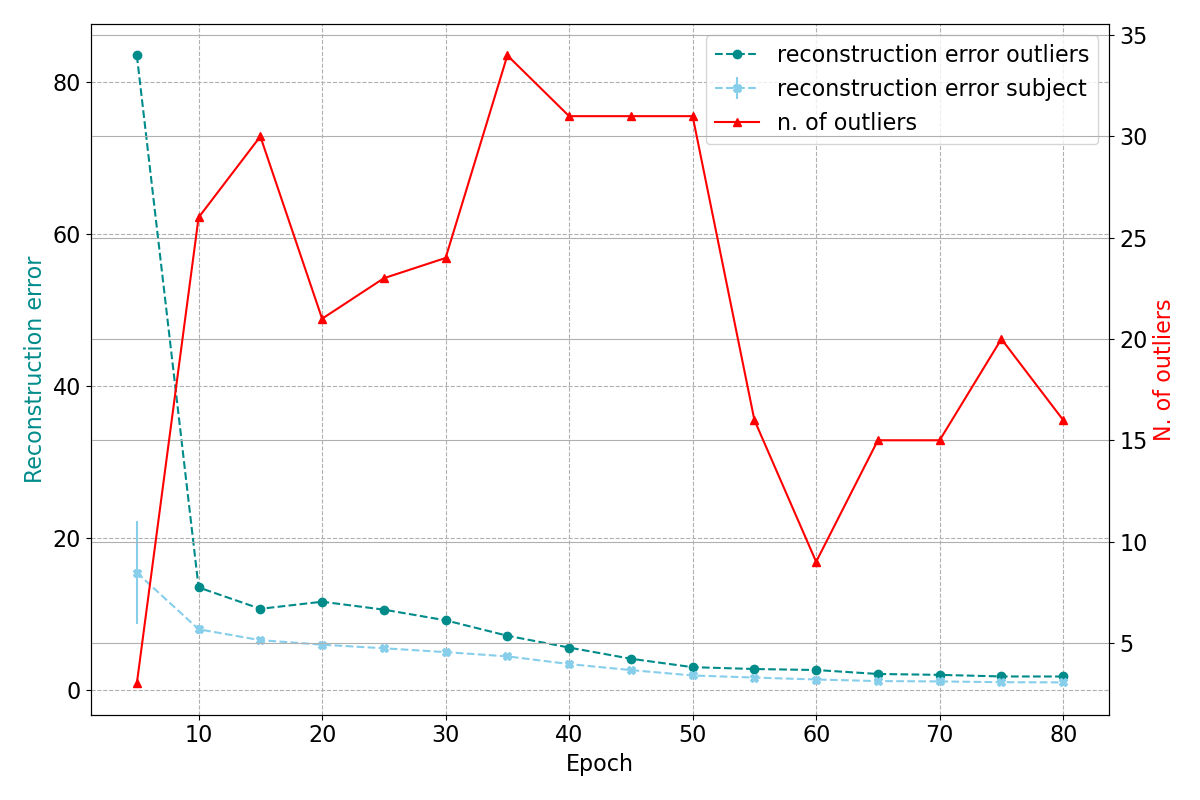 reconstruction error outliers
reconstruction error subject
n. of outliers
Reconstruction error
80
60
40
20
0
35
30
25
20
15
10
5
N. of outliers
10 20 30 40 50 60 70 80
Epoch